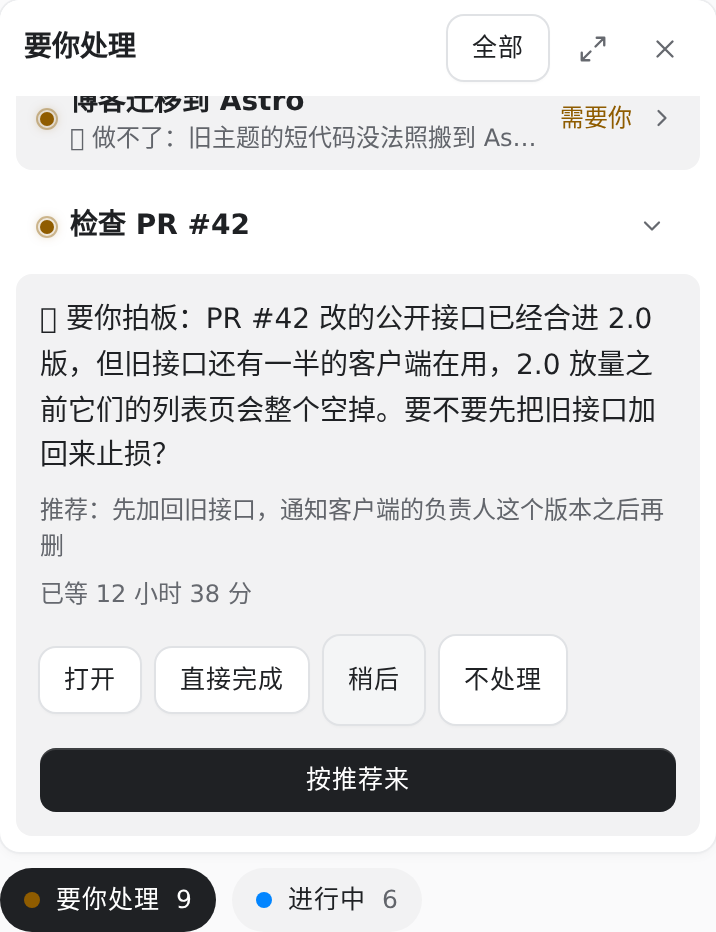 要你处理
全部
博客迁移到 Astro
做不了：旧主题的短代码没法照搬到 As...
需要你
检查 PR #42
要你拍板：PR #42 改的公开接口已经合进 2.0
版，但旧接口还有一半的客户端在用，2.0 放量之
前它们的列表页会整个空掉。要不要先把旧接口加
回来止损？
推荐：先加回旧接口，通知客户端的负责人这个版本之后再
删
已等 12 小时 38 分
打开
直接完成
稍后
不处理
按推荐来
要你处理 9
进行中 6